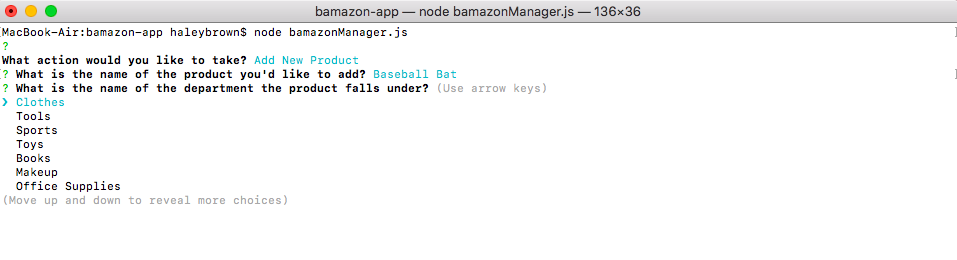 bamazon-app — node bamazonManager.js — 136×36
[MacBook-Air:bamazon-app haleybrown$ node bamazonManager.js ]
?
What action would you like to take? Add New Product
[? What is the name of the product you'd like to add? Baseball Bat ]
? What is the name of the department the product falls under? (Use arrow keys)
❯ Clothes
Tools
Sports
Toys
Books
Makeup
Office Supplies
(Move up and down to reveal more choices)